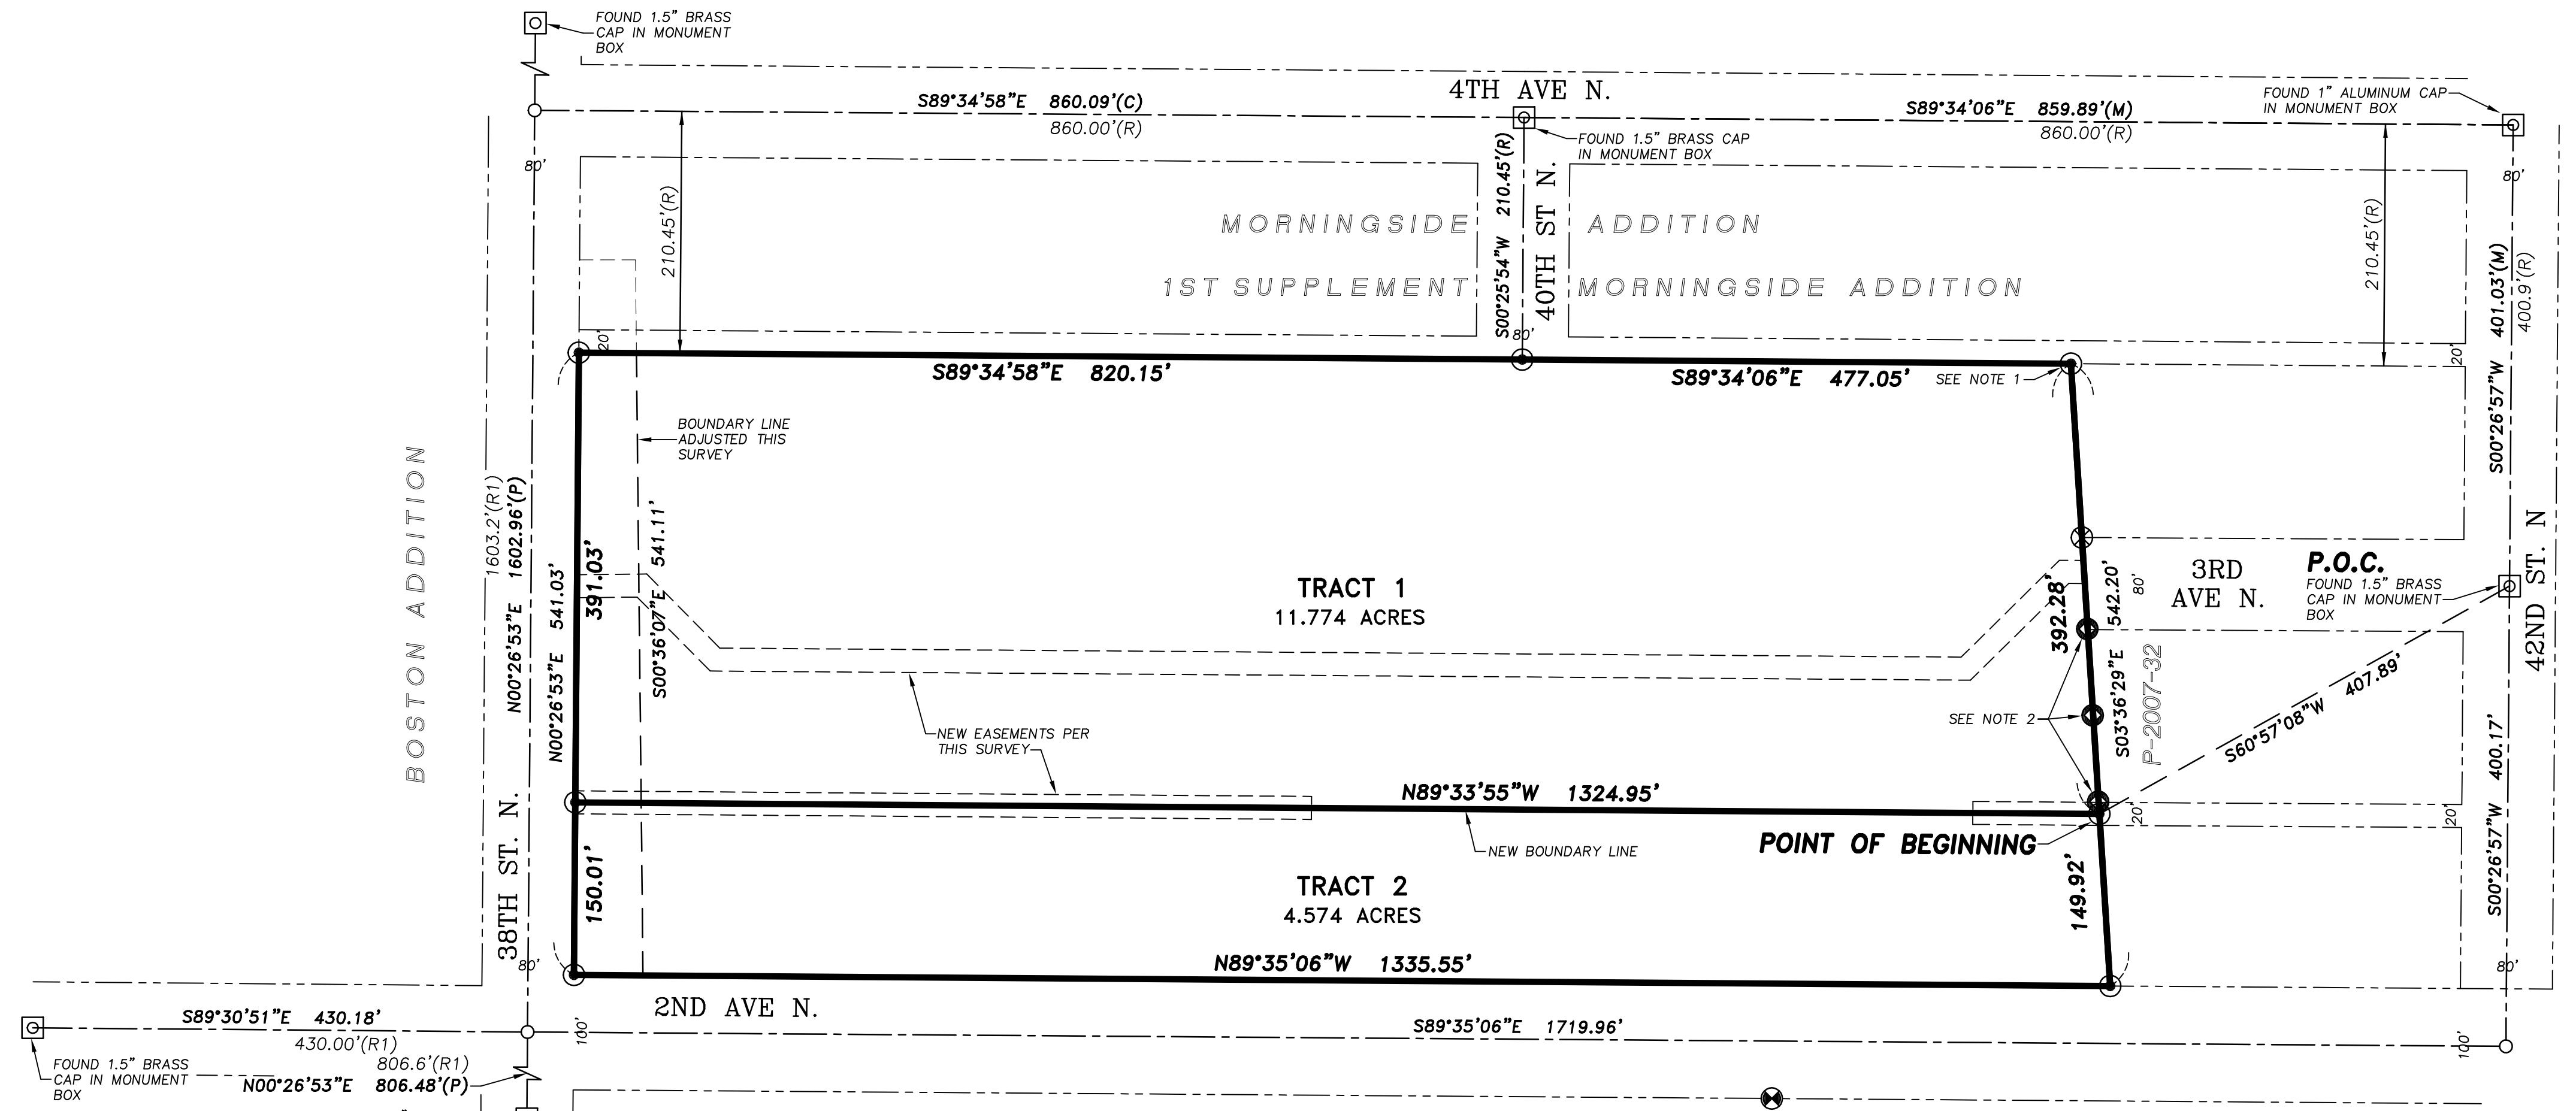 FOUND 1.5" BRASS
CAP IN MONUMENT
BOX
4TH AVE N.
S89°34'58"E 860.09'(C)
860.00'(R)
S89°34'06"E 859.89'(M)
860.00'(R)
FOUND 1" ALUMINUM CAP
IN MONUMENT BOX
FOUND 1.5" BRASS CAP
IN MONUMENT BOX
80'
80'
210.45'(R)
S00°25'54"W 210.45'(R)
40TH ST N.
80'
210.45'(R)
MORNINGSIDE ADDITION
1ST SUPPLEMENT MORNINGSIDE ADDITION
S00°26'57"W 401.03'(M)
400.9'(R)
20'
20'
S89°34'58"E 820.15'
S89°34'06"E 477.05'
SEE NOTE 1
BOUNDARY LINE
ADJUSTED THIS
SURVEY
BOSTON ADDITION
1603.2'(R1)
N00°26'53"E 1602.96'(P)
N00°26'53"E 541.03'
391.03'
S00°36'07"E 541.11'
TRACT 1
11.774 ACRES
392.28'
542.20'
S03°36'29"E
80'
P-2007-32
3RD
AVE N.
P.O.C.
FOUND 1.5" BRASS
CAP IN MONUMENT
BOX
42ND ST. N
S60°57'08"W 407.89'
SEE NOTE 2
NEW EASEMENTS PER
THIS SURVEY
N89°33'55"W 1324.95'
NEW BOUNDARY LINE
POINT OF BEGINNING
20'
20'
S00°26'57"W 400.17'
38TH ST. N.
150.01'
TRACT 2
4.574 ACRES
149.92'
N89°35'06"W 1335.55'
80'
80'
2ND AVE N.
S89°30'51"E 430.18'
430.00'(R1)
100'
S89°35'06"E 1719.96'
100'
FOUND 1.5" BRASS
CAP IN MONUMENT
BOX
806.6'(R1)
N00°26'53"E 806.48'(P)